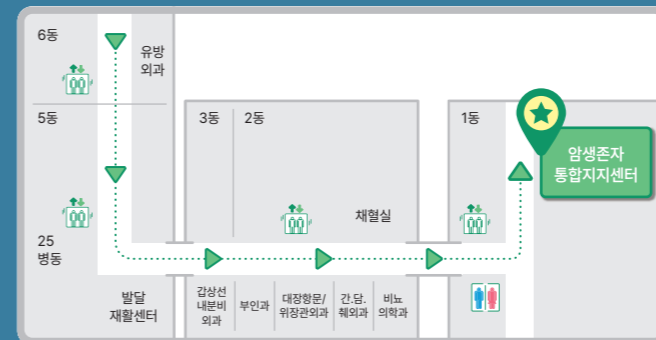 6동
유방
외과
5동
3동
2동
1동
암생존자
통합지지센터
채혈실
25
병동
발달
재활센터
갑상선
내분비
외과
부인과
대장항문/
위장관외과
간.담.
췌외과
비뇨
의학과